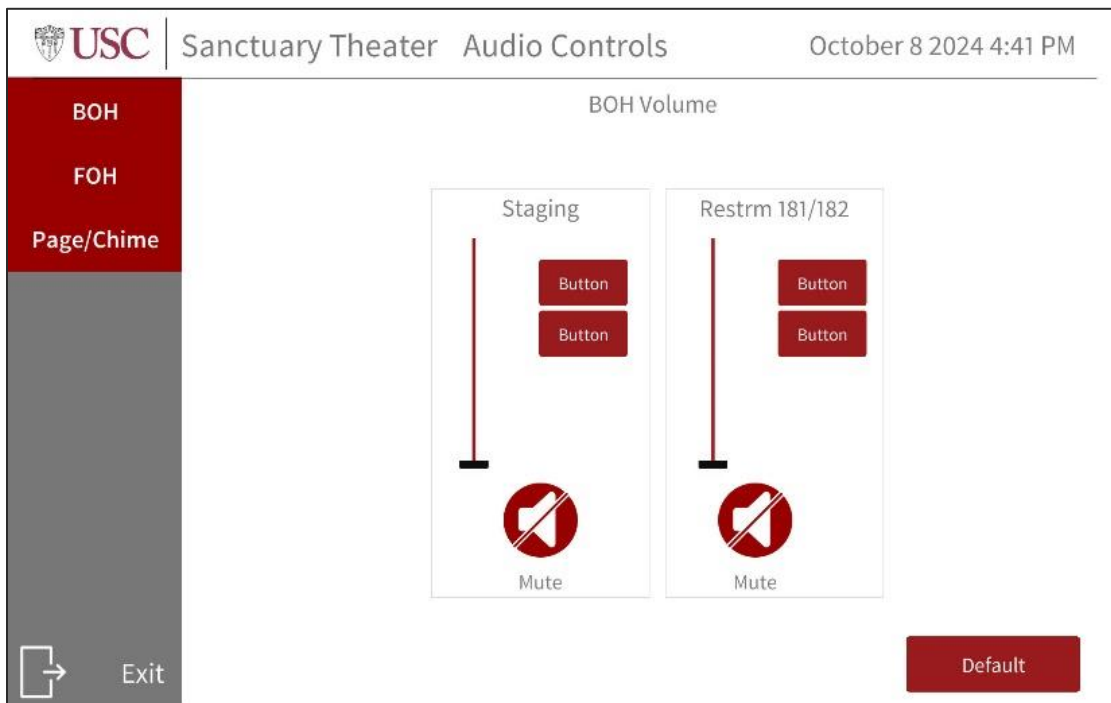 USC Sanctuary Theater Audio Controls October 8 2024 4:41 PM
BOH
FOH
Page/Chime
Exit
BOH Volume
Staging
Button
Button
Mute
Restrm 181/182
Button
Button
Mute
Default